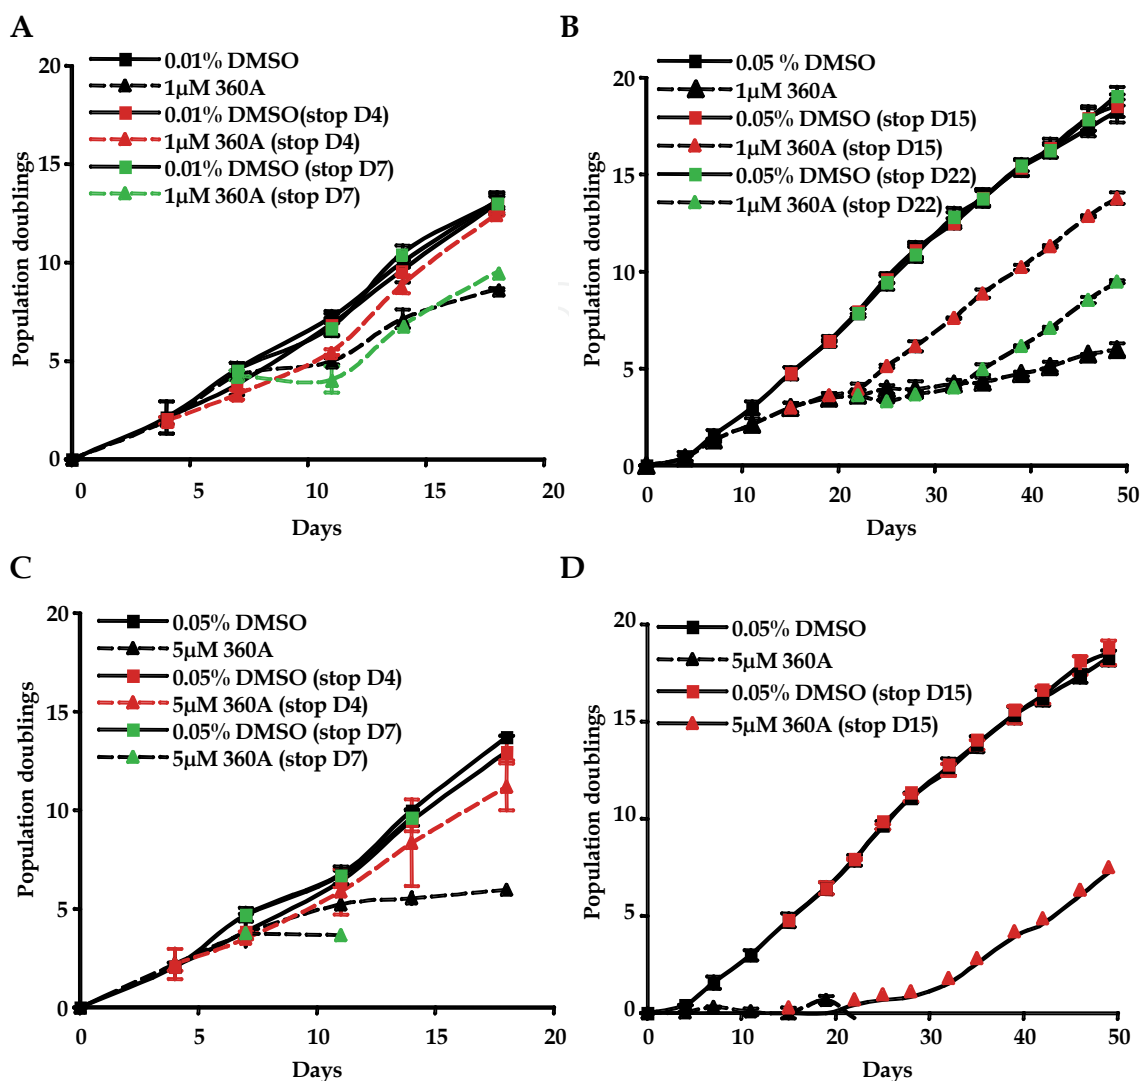 A
0.01% DMSO
1μM 360A
0.01% DMSO(stop D4)
1μM 360A (stop D4)
0.01% DMSO (stop D7)
1μM 360A (stop D7)
Population doublings
20
15
10
5
0
0 5 10 15 20
Days
B
0.05 % DMSO
1μM 360A
0.05% DMSO (stop D15)
1μM 360A (stop D15)
0.05% DMSO (stop D22)
1μM 360A (stop D22)
Population doublings
20
15
10
5
0
0 10 20 30 40 50
Days
C
0.05% DMSO
5μM 360A
0.05% DMSO (stop D4)
5μM 360A (stop D4)
0.05% DMSO (stop D7)
5μM 360A (stop D7)
Population doublings
20
15
10
5
0
0 5 10 15 20
Days
D
0.05% DMSO
5μM 360A
0.05% DMSO (stop D15)
5μM 360A (stop D15)
Population doublings
20
15
10
5
0
0 10 20 30 40 50
Days